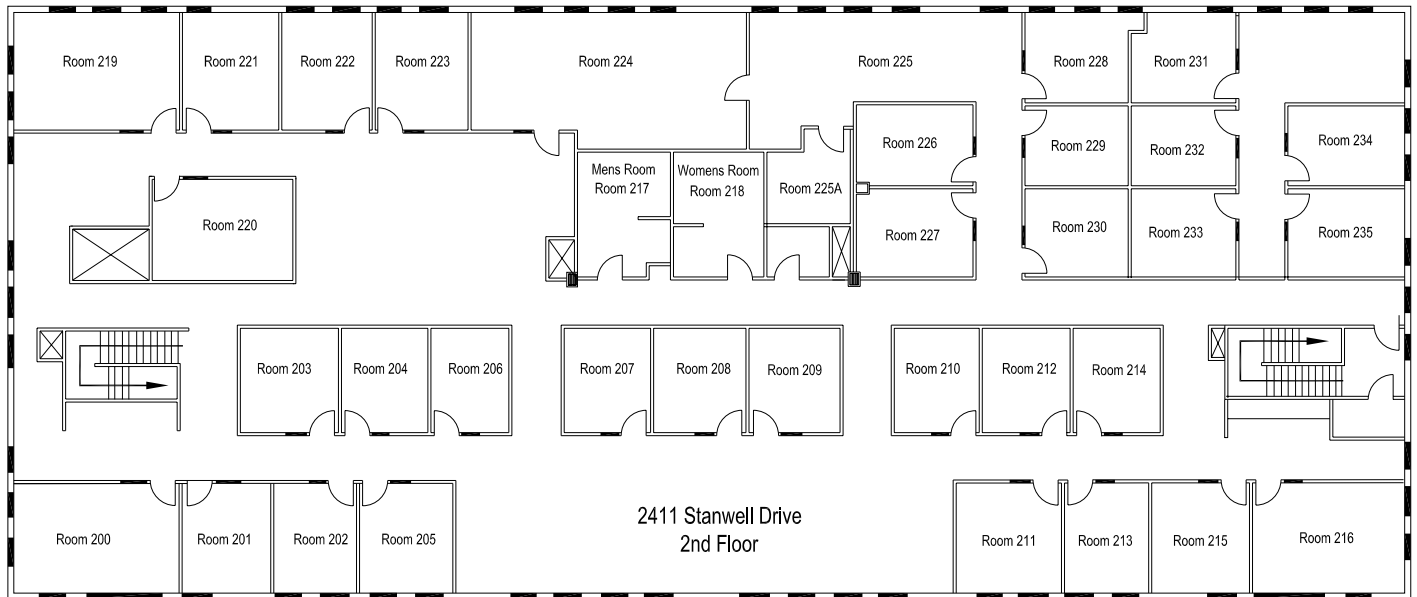 Room 219
Room 221
Room 222
Room 223
Room 224
Room 225
Room 228
Room 231
Room 226
Room 229
Room 232
Room 234
Mens Room
Room 217
Womens Room
Room 218
Room 225A
Room 220
Room 227
Room 230
Room 233
Room 235
Room 203
Room 204
Room 206
Room 207
Room 208
Room 209
Room 210
Room 212
Room 214
Room 200
Room 201
Room 202
Room 205
2411 Stanwell Drive
2nd Floor
Room 211
Room 213
Room 215
Room 216